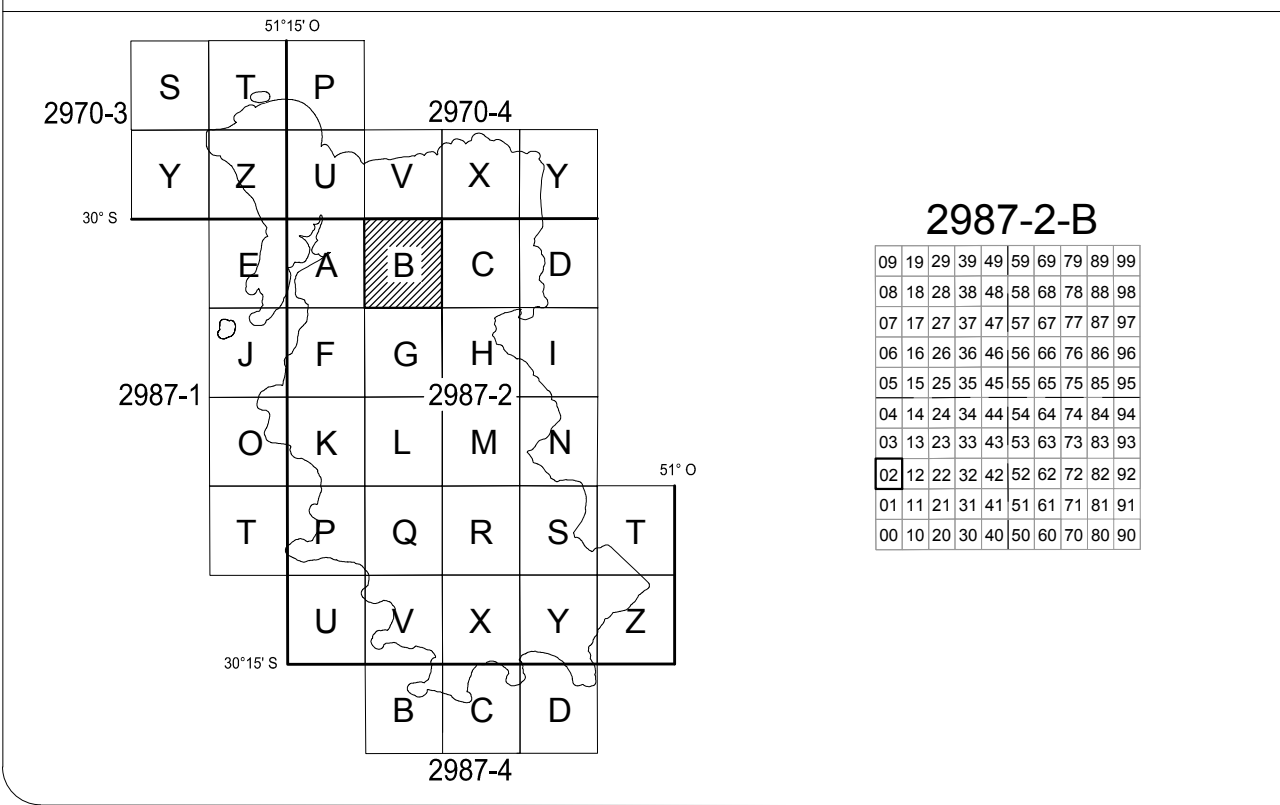 51°15' O
S T P
2970-3 2970-4
Y Z U V X Y
30° S
E A B C D
J F G H I
2987-1 2987-2
O K L M N
51° O
T P Q R S T
U V X Y Z
30°15' S
B C D
2987-4
2987-2-B
09 19 29 39 49 59 69 79 89 99
08 18 28 38 48 58 68 78 88 98
07 17 27 37 47 57 67 77 87 97
06 16 26 36 46 56 66 76 86 96
05 15 25 35 45 55 65 75 85 95
04 14 24 34 44 54 64 74 84 94
03 13 23 33 43 53 63 73 83 93
02 12 22 32 42 52 62 72 82 92
01 11 21 31 41 51 61 71 81 91
00 10 20 30 40 50 60 70 80 90